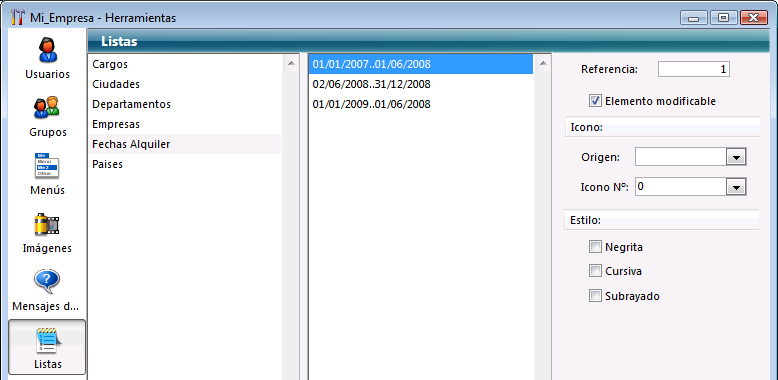 Mi_Empresa - Herramientas
Listas
Usuarios
Grupos
Menús
Imágenes
Mensajes d...
Listas
Cargos
Ciudades
Departamentos
Empresas
Fechas Alquiler
Paises
01/01/2007..01/06/2008
02/06/2008..31/12/2008
01/01/2009..01/06/2008
Referencia: 1
Elemento modificable
Icono:
Origen:
Icono Nº: 0
Estilo:
Negrita
Cursiva
Subrayado